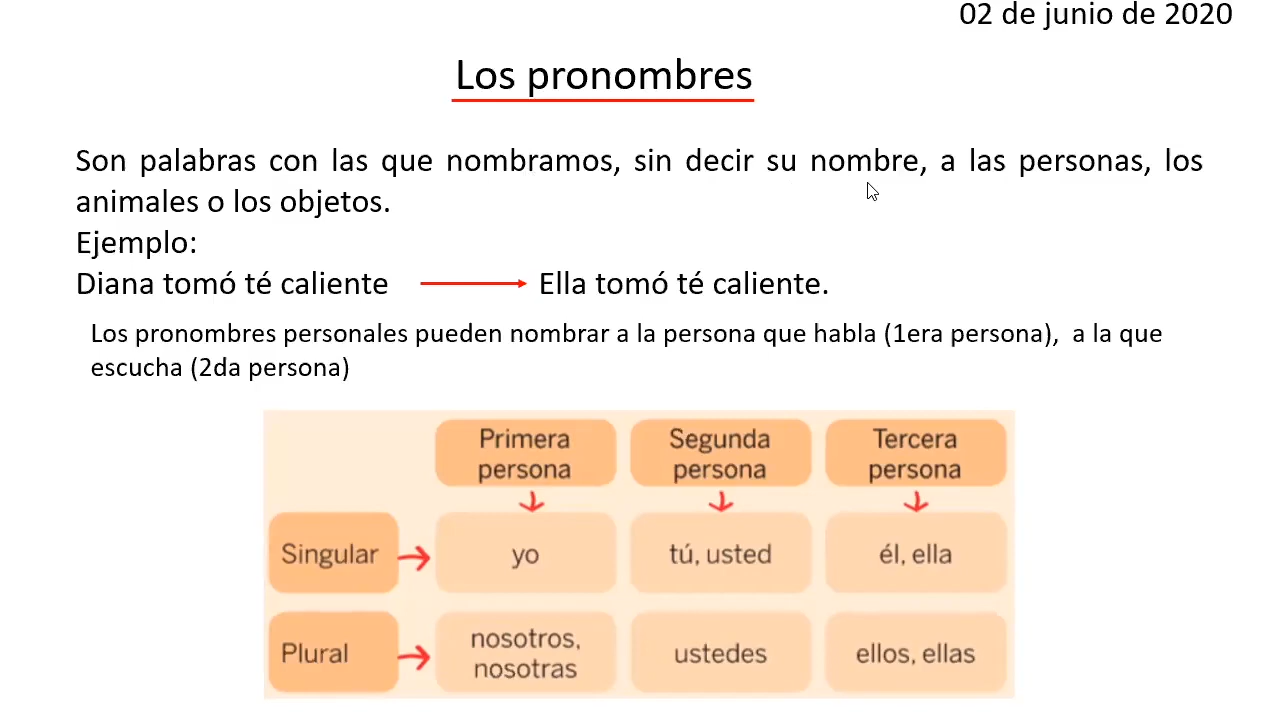 02 de junio de 2020
Los pronombres
Son palabras con las que nombramos, sin decir su nombre, a las personas, los
animales o los objetos.
Ejemplo:
Diana tomó té caliente Ella tomó té caliente.
Los pronombres personales pueden nombrar a la persona que habla (1era persona), a la que
escucha (2da persona)
Primera persona Segunda persona Tercera persona
Singular yo tú, usted él, ella
Plural nosotros, nosotras ustedes ellos, ellas